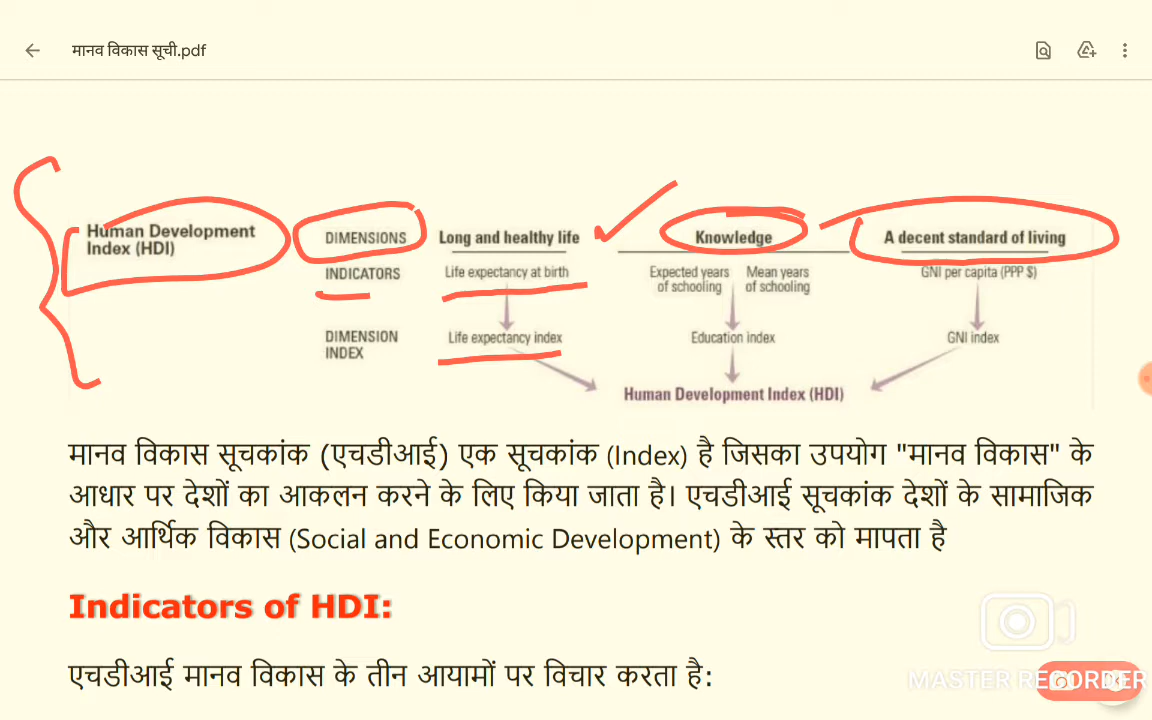 मानव विकास सूची.pdf
Human Development
Index (HDI)
DIMENSIONS Long and healthy life Knowledge A decent standard of living
INDICATORS Life expectancy at birth Expected years of schooling Mean years of schooling GNI per capita (PPP $)
DIMENSION INDEX Life expectancy index Education index GNI index
Human Development Index (HDI)
मानव विकास सूचकांक (एचडीआई) एक सूचकांक (Index) है जिसका उपयोग "मानव विकास" के
आधार पर देशों का आकलन करने के लिए किया जाता है। एचडीआई सूचकांक देशों के सामाजिक
और आर्थिक विकास (Social and Economic Development) के स्तर को मापता है
Indicators of HDI:
एचडीआई मानव विकास के तीन आयामों पर विचार करता है:
MASTER RECORDER